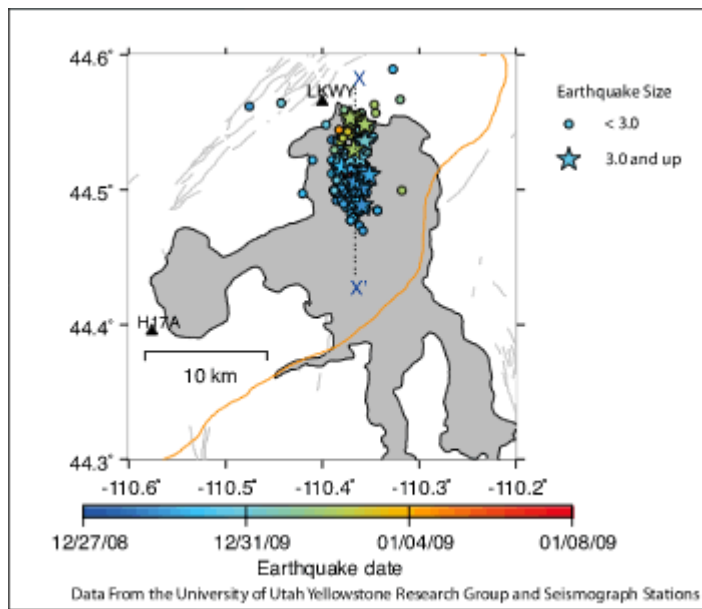 44.6°
X
LKWY
Earthquake Size
< 3.0
3.0 and up
44.5°
X'
44.4°
H17A
10 km
44.3°
-110.6° -110.5° -110.4° -110.3° -110.2°
12/27/08 12/31/09 01/04/09 01/08/09
Earthquake date
Data From the University of Utah Yellowstone Research Group and Seismograph Stations